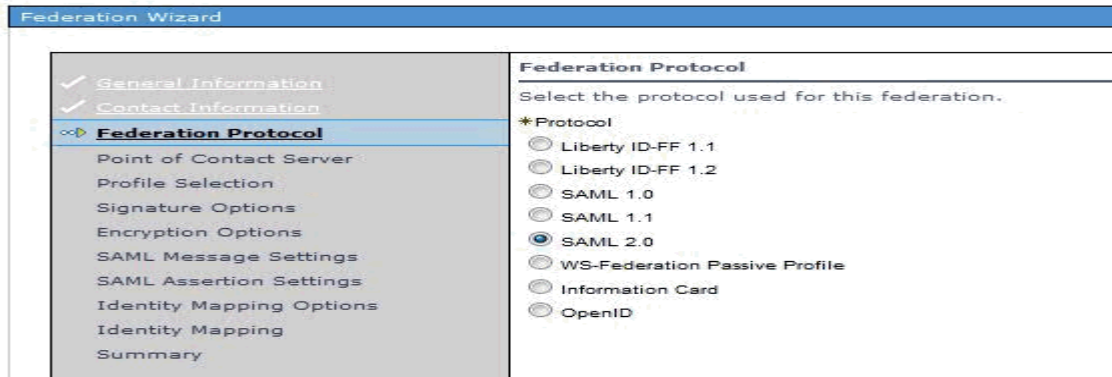 Federation Wizard
General Information
Contact Information
Federation Protocol
Point of Contact Server
Profile Selection
Signature Options
Encryption Options
SAML Message Settings
SAML Assertion Settings
Identity Mapping Options
Identity Mapping
Summary
Federation Protocol
Select the protocol used for this federation.
*Protocol
Liberty ID-FF 1.1
Liberty ID-FF 1.2
SAML 1.0
SAML 1.1
SAML 2.0
WS-Federation Passive Profile
Information Card
OpenID